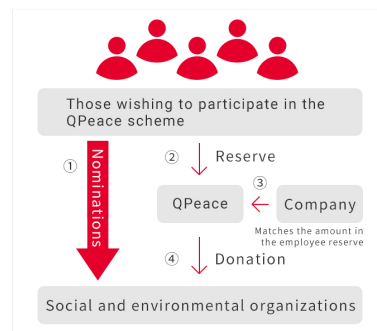 Those wishing to participate in the
QPeace scheme
①
Nominations
②
Reserve
③
QPeace
Company
Matches the amount in
the employee reserve
④
Donation
Social and environmental organizations